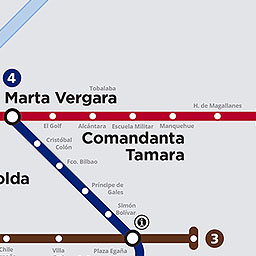 4
Marta Vergara
Tobalaba
H. de Magallanes
El Golf
Alcántara
Escuela Militar
Manquehue
Cristóbal
Colón
Comandanta
Tamara
Fco. Bilbao
olda
Príncipe de
Gales
Simón
Bolívar
3
Chile
Villa
Plaza Egaña